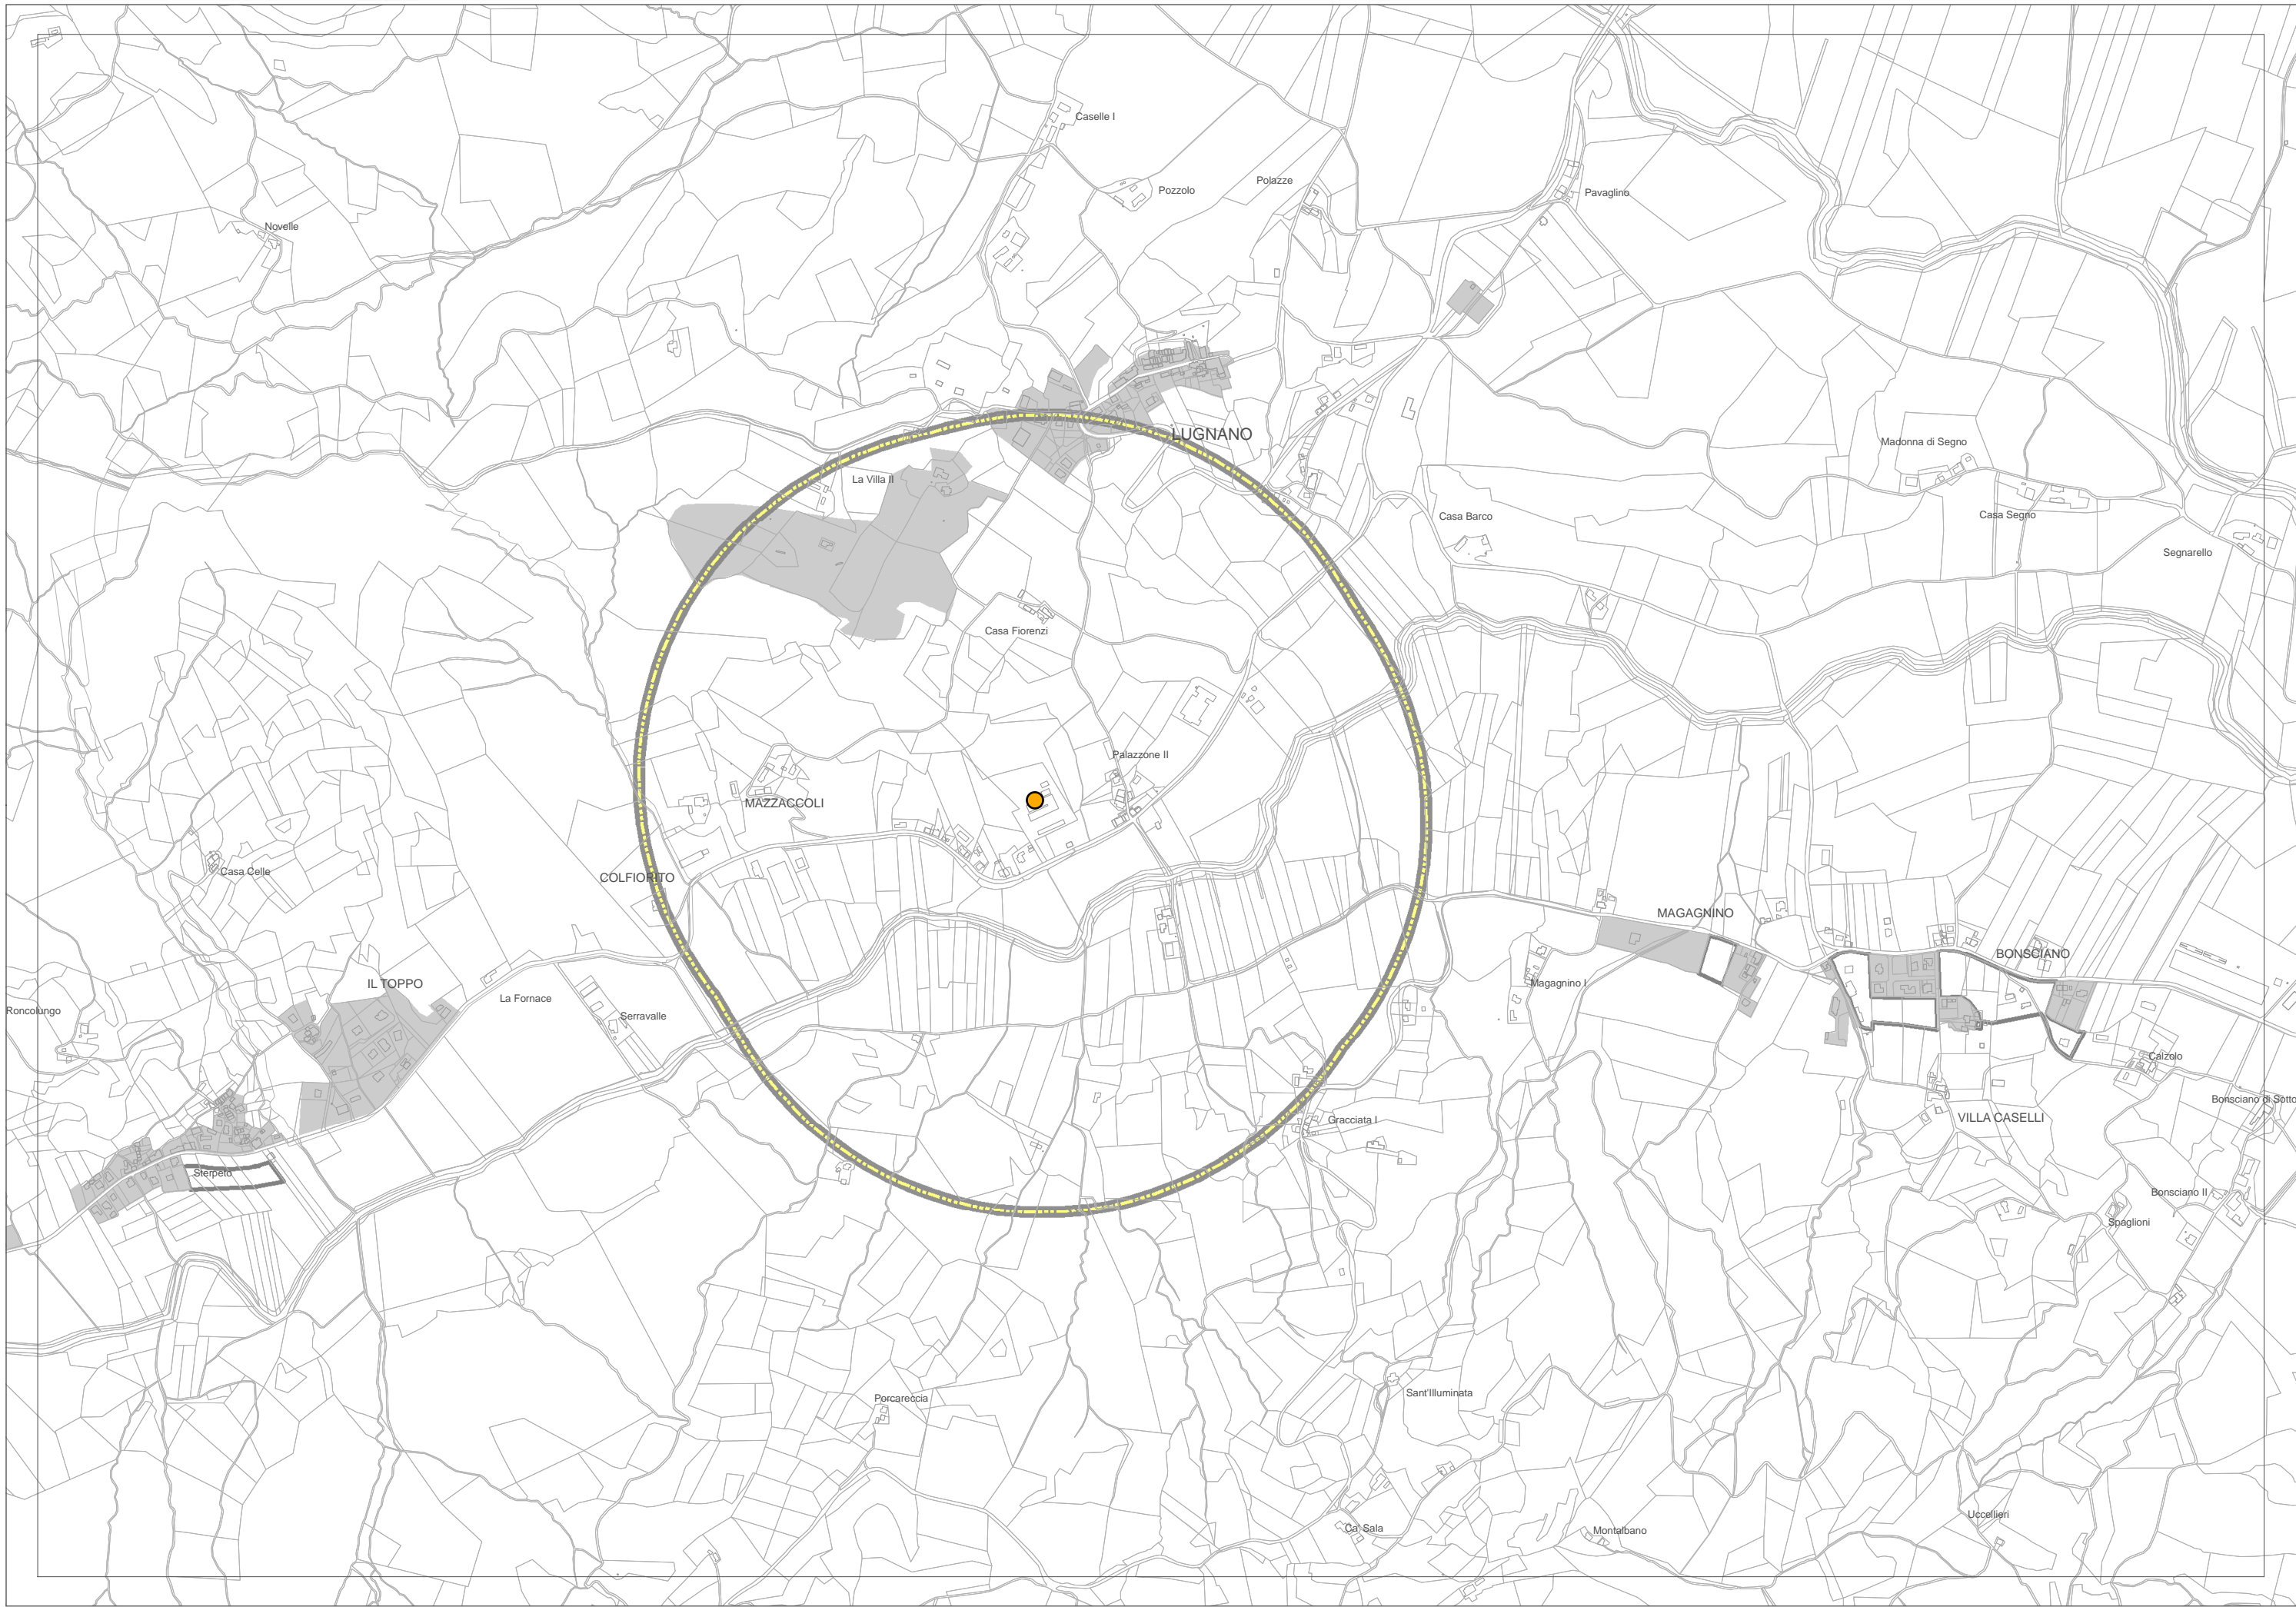 Caselle I
Pozzolo
Polazze
Pavaglino
Novelle
LUGNANO
Madonna di Segno
La Villa II
Casa Barco
Casa Segno
Segnarello
Casa Fiorenzi
Palazzone II
MAZZACCOLI
Casa Celle
COLFIORITO
MAGAGNINO
BONSCIANO
IL TOPPO
La Fornace
Magagnino I
Roncolungo
Serravalle
Calzolo
Bonsciano di Sotto
Gracciata I
VILLA CASELLI
Sterpeto
Bonsciano II
Spaglioni
Sant'Illuminata
Porcareccia
Uccellieri
Ca' Sala
Montalbano